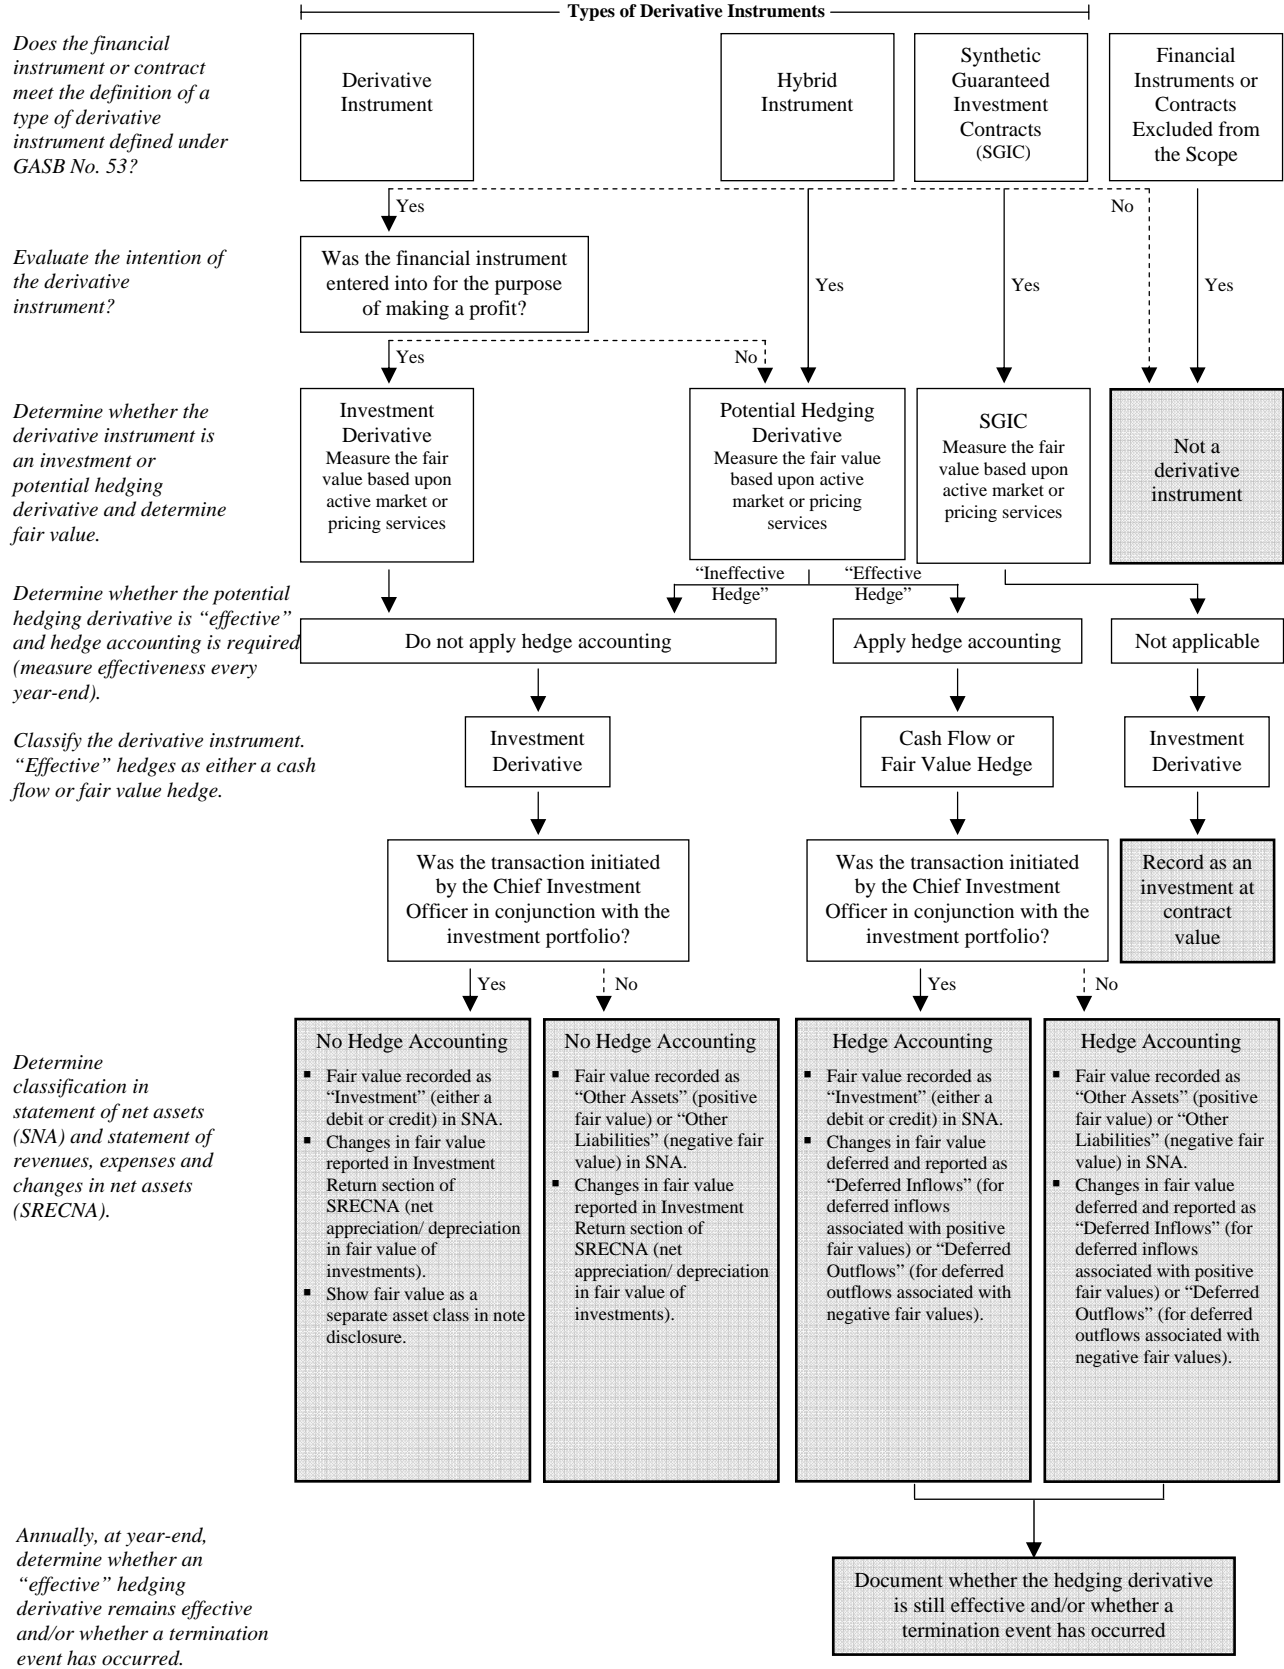 Types of Derivative Instruments
Does the financial
instrument or contract
meet the definition of a
type of derivative
instrument defined under
GASB No. 53?
Derivative
Instrument
Hybrid
Instrument
Synthetic
Guaranteed
Investment
Contracts
(SGIC)
Financial
Instruments or
Contracts
Excluded from
the Scope
Yes
No
Evaluate the intention of
the derivative
instrument?
Was the financial instrument
entered into for the purpose
of making a profit?
Yes
Yes
Yes
Yes
No
Determine whether the
derivative instrument is
an investment or
potential hedging
derivative and determine
fair value.
Investment
Derivative
Measure the fair
value based upon
active market or
pricing services
Potential Hedging
Derivative
Measure the fair value
based upon active
market or pricing
services
SGIC
Measure the fair
value based upon
active market or
pricing services
Not a
derivative
instrument
“Ineffective
Hedge”
“Effective
Hedge”
Determine whether the potential
hedging derivative is “effective”
and hedge accounting is required
(measure effectiveness every
year-end).
Do not apply hedge accounting
Apply hedge accounting
Not applicable
Classify the derivative instrument.
“Effective” hedges as either a cash
flow or fair value hedge.
Investment
Derivative
Cash Flow or
Fair Value Hedge
Investment
Derivative
Was the transaction initiated
by the Chief Investment
Officer in conjunction with the
investment portfolio?
Was the transaction initiated
by the Chief Investment
Officer in conjunction with the
investment portfolio?
Record as an
investment at
contract
value
Yes
No
Yes
No
Determine
classification in
statement of net assets
(SNA) and statement of
revenues, expenses and
changes in net assets
(SRECNA).
No Hedge Accounting
▪ Fair value recorded as
“Investment” (either a
debit or credit) in SNA.
▪ Changes in fair value
reported in Investment
Return section of
SRECNA (net
appreciation/ depreciation
in fair value of
investments).
▪ Show fair value as a
separate asset class in note
disclosure.
No Hedge Accounting
▪ Fair value recorded as
“Other Assets” (positive
fair value) or “Other
Liabilities” (negative fair
value) in SNA.
▪ Changes in fair value
reported in Investment
Return section of
SRECNA (net
appreciation/ depreciation
in fair value of
investments).
Hedge Accounting
▪ Fair value recorded as
“Investment” (either a
debit or credit) in SNA.
▪ Changes in fair value
deferred and reported as
“Deferred Inflows” (for
deferred inflows
associated with positive
fair values) or “Deferred
Outflows” (for deferred
outflows associated with
negative fair values).
Hedge Accounting
▪ Fair value recorded as
“Other Assets” (positive
fair value) or “Other
Liabilities” (negative fair
value) in SNA.
▪ Changes in fair value
deferred and reported as
“Deferred Inflows” (for
deferred inflows
associated with positive
fair values) or “Deferred
Outflows” (for deferred
outflows associated with
negative fair values).
Annually, at year-end,
determine whether an
“effective” hedging
derivative remains effective
and/or whether a termination
event has occurred.
Document whether the hedging derivative
is still effective and/or whether a
termination event has occurred